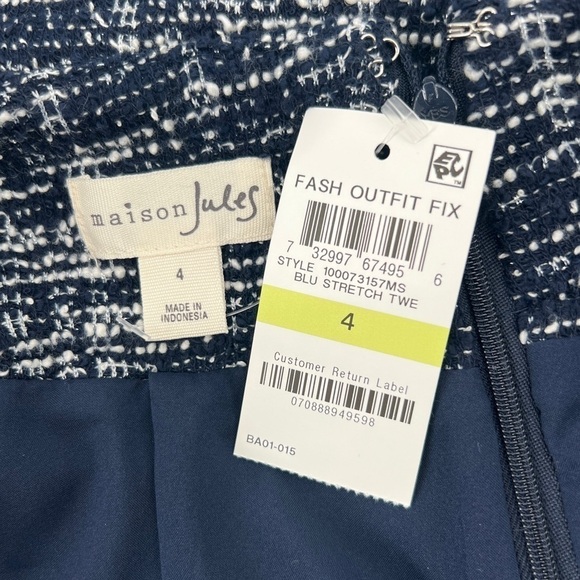 maison Jules
4
MADE IN
INDONESIA
EPC
FASH OUTFIT FIX
7 32997 67495 6
STYLE 100073157MS
BLU STRETCH TWE
4
Customer Return Label
070888949598
BA01-015